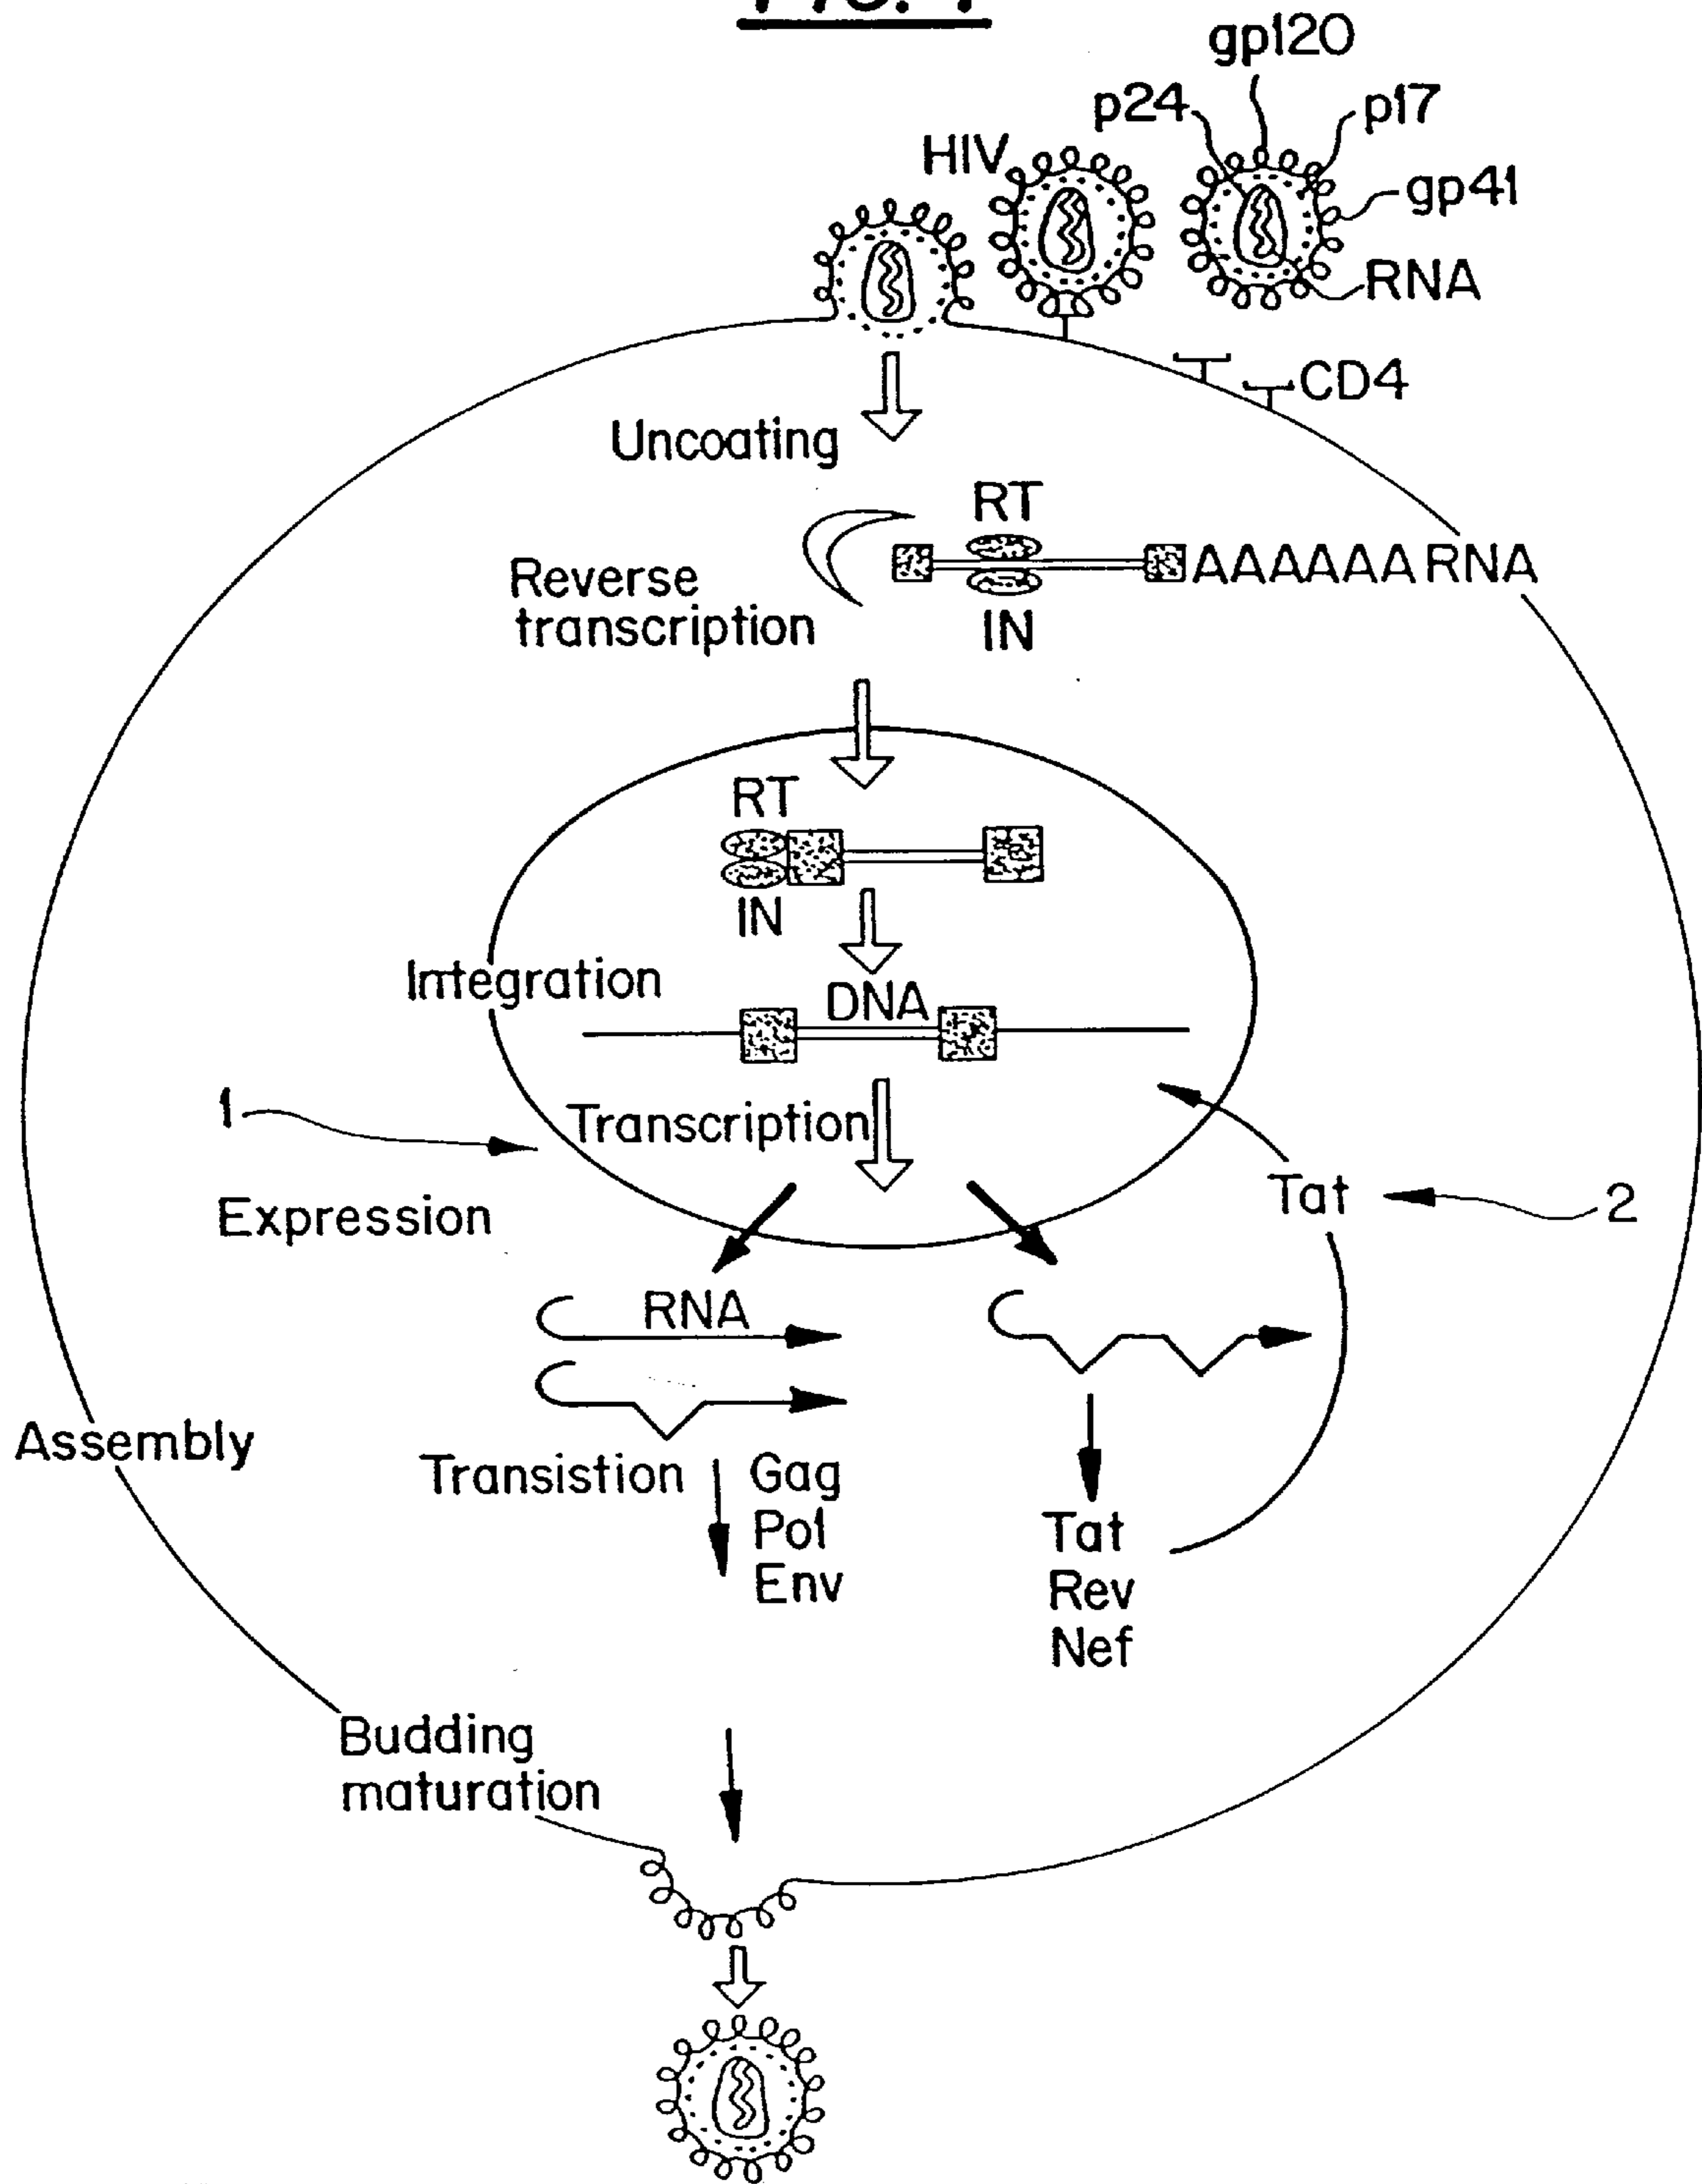 gp120
p24
p17
HIV
gp41
RNA
CD4
Uncoating
RT
AAAAAA RNA
Reverse
transcription
IN
RT
IN
Integration
DNA
1
Transcription
Tat
2
Expression
RNA
Assembly
Transistion
Gag
Pol
Env
Tat
Rev
Nef
Budding
maturation